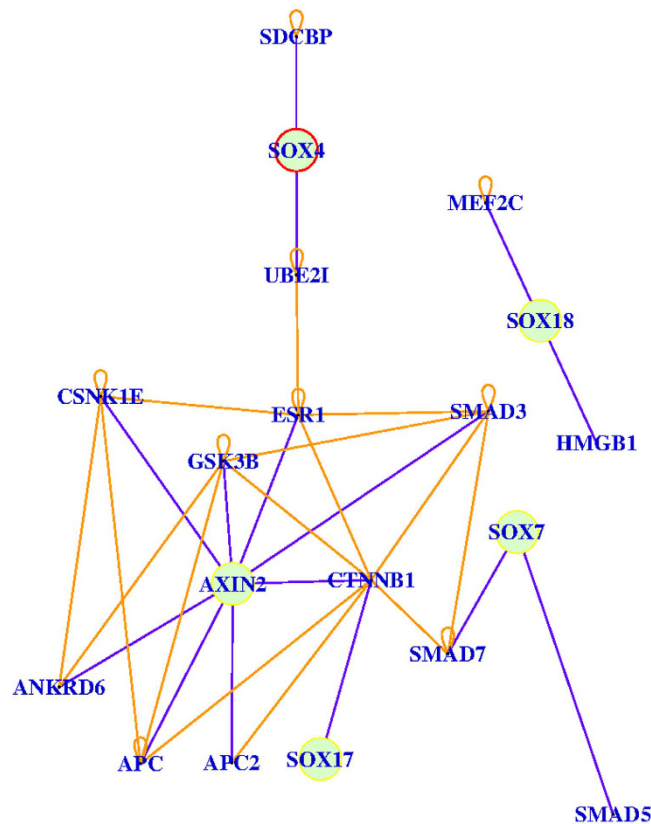 SDCBP
SOX4
MEF2C
UBE2I
SOX18
CSNK1E
ESR1
SMAD3
HMGB1
GSK3B
SOX7
AXIN2
CTNNB1
SMAD7
ANKRD6
APC
APC2
SOX17
SMAD5